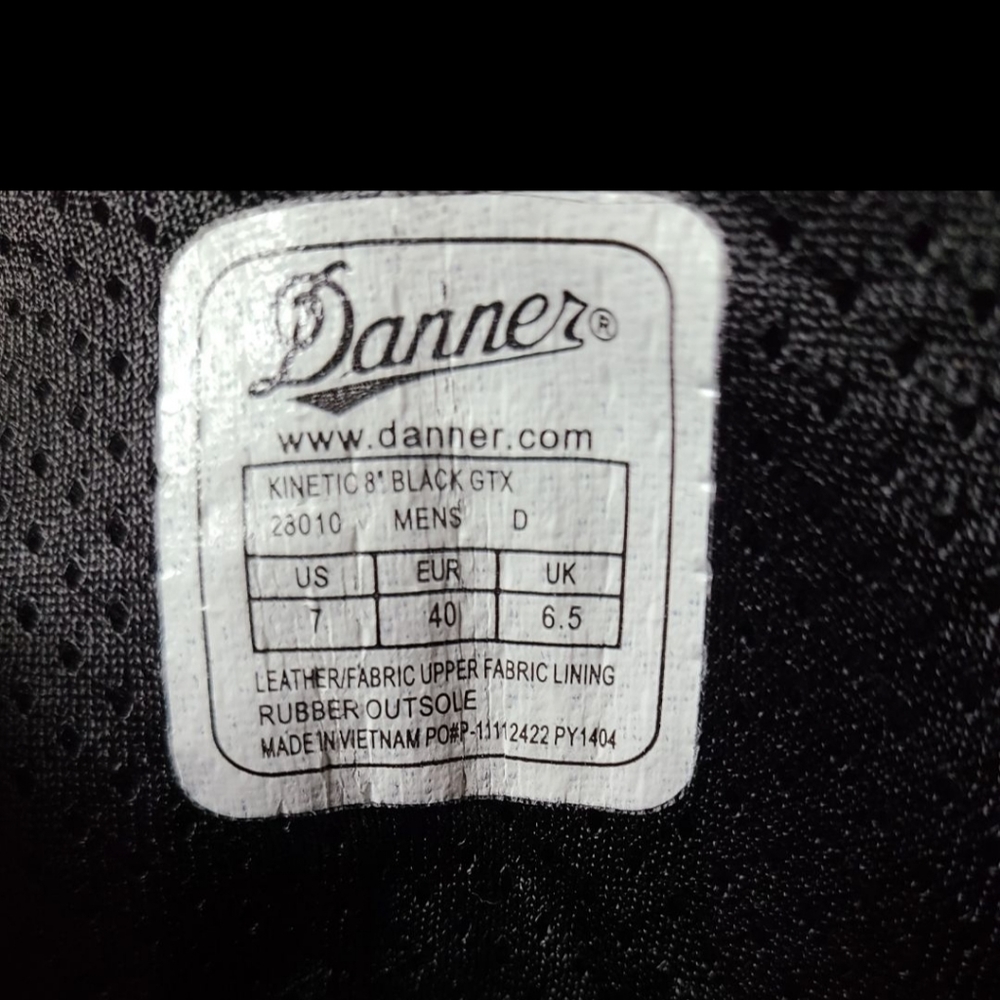 Danner®
www.danner.com
KINETIC 8" BLACK GTX
28010 MENS D
US EUR UK
7 40 6.5
LEATHER/FABRIC UPPER FABRIC LINING
RUBBER OUTSOLE
MADE IN VIETNAM PO#P-11112422 PY1404